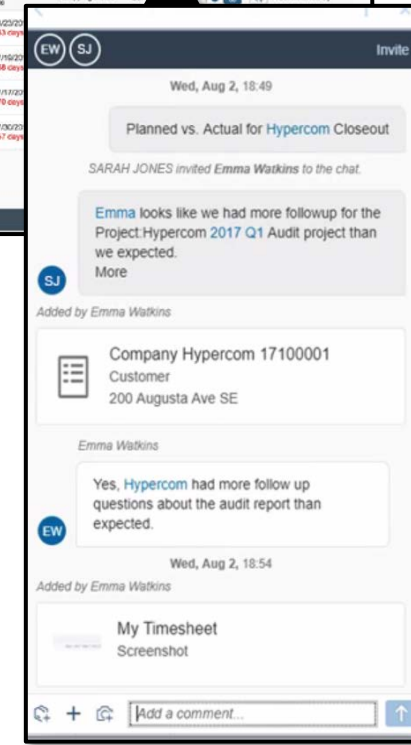 EW SJ Invite
Wed, Aug 2, 18:49
Planned vs. Actual for Hypercom Closeout
SARAH JONES invited Emma Watkins to the chat.
Emma looks like we had more followup for the
Project:Hypercom 2017 Q1 Audit project than
we expected.
More
SJ
Added by Emma Watkins
Company Hypercom 17100001
Customer
200 Augusta Ave SE
Emma Watkins
Yes, Hypercom had more follow up
questions about the audit report than
expected.
EW
Wed, Aug 2, 18:54
Added by Emma Watkins
My Timesheet
Screenshot
Add a comment...